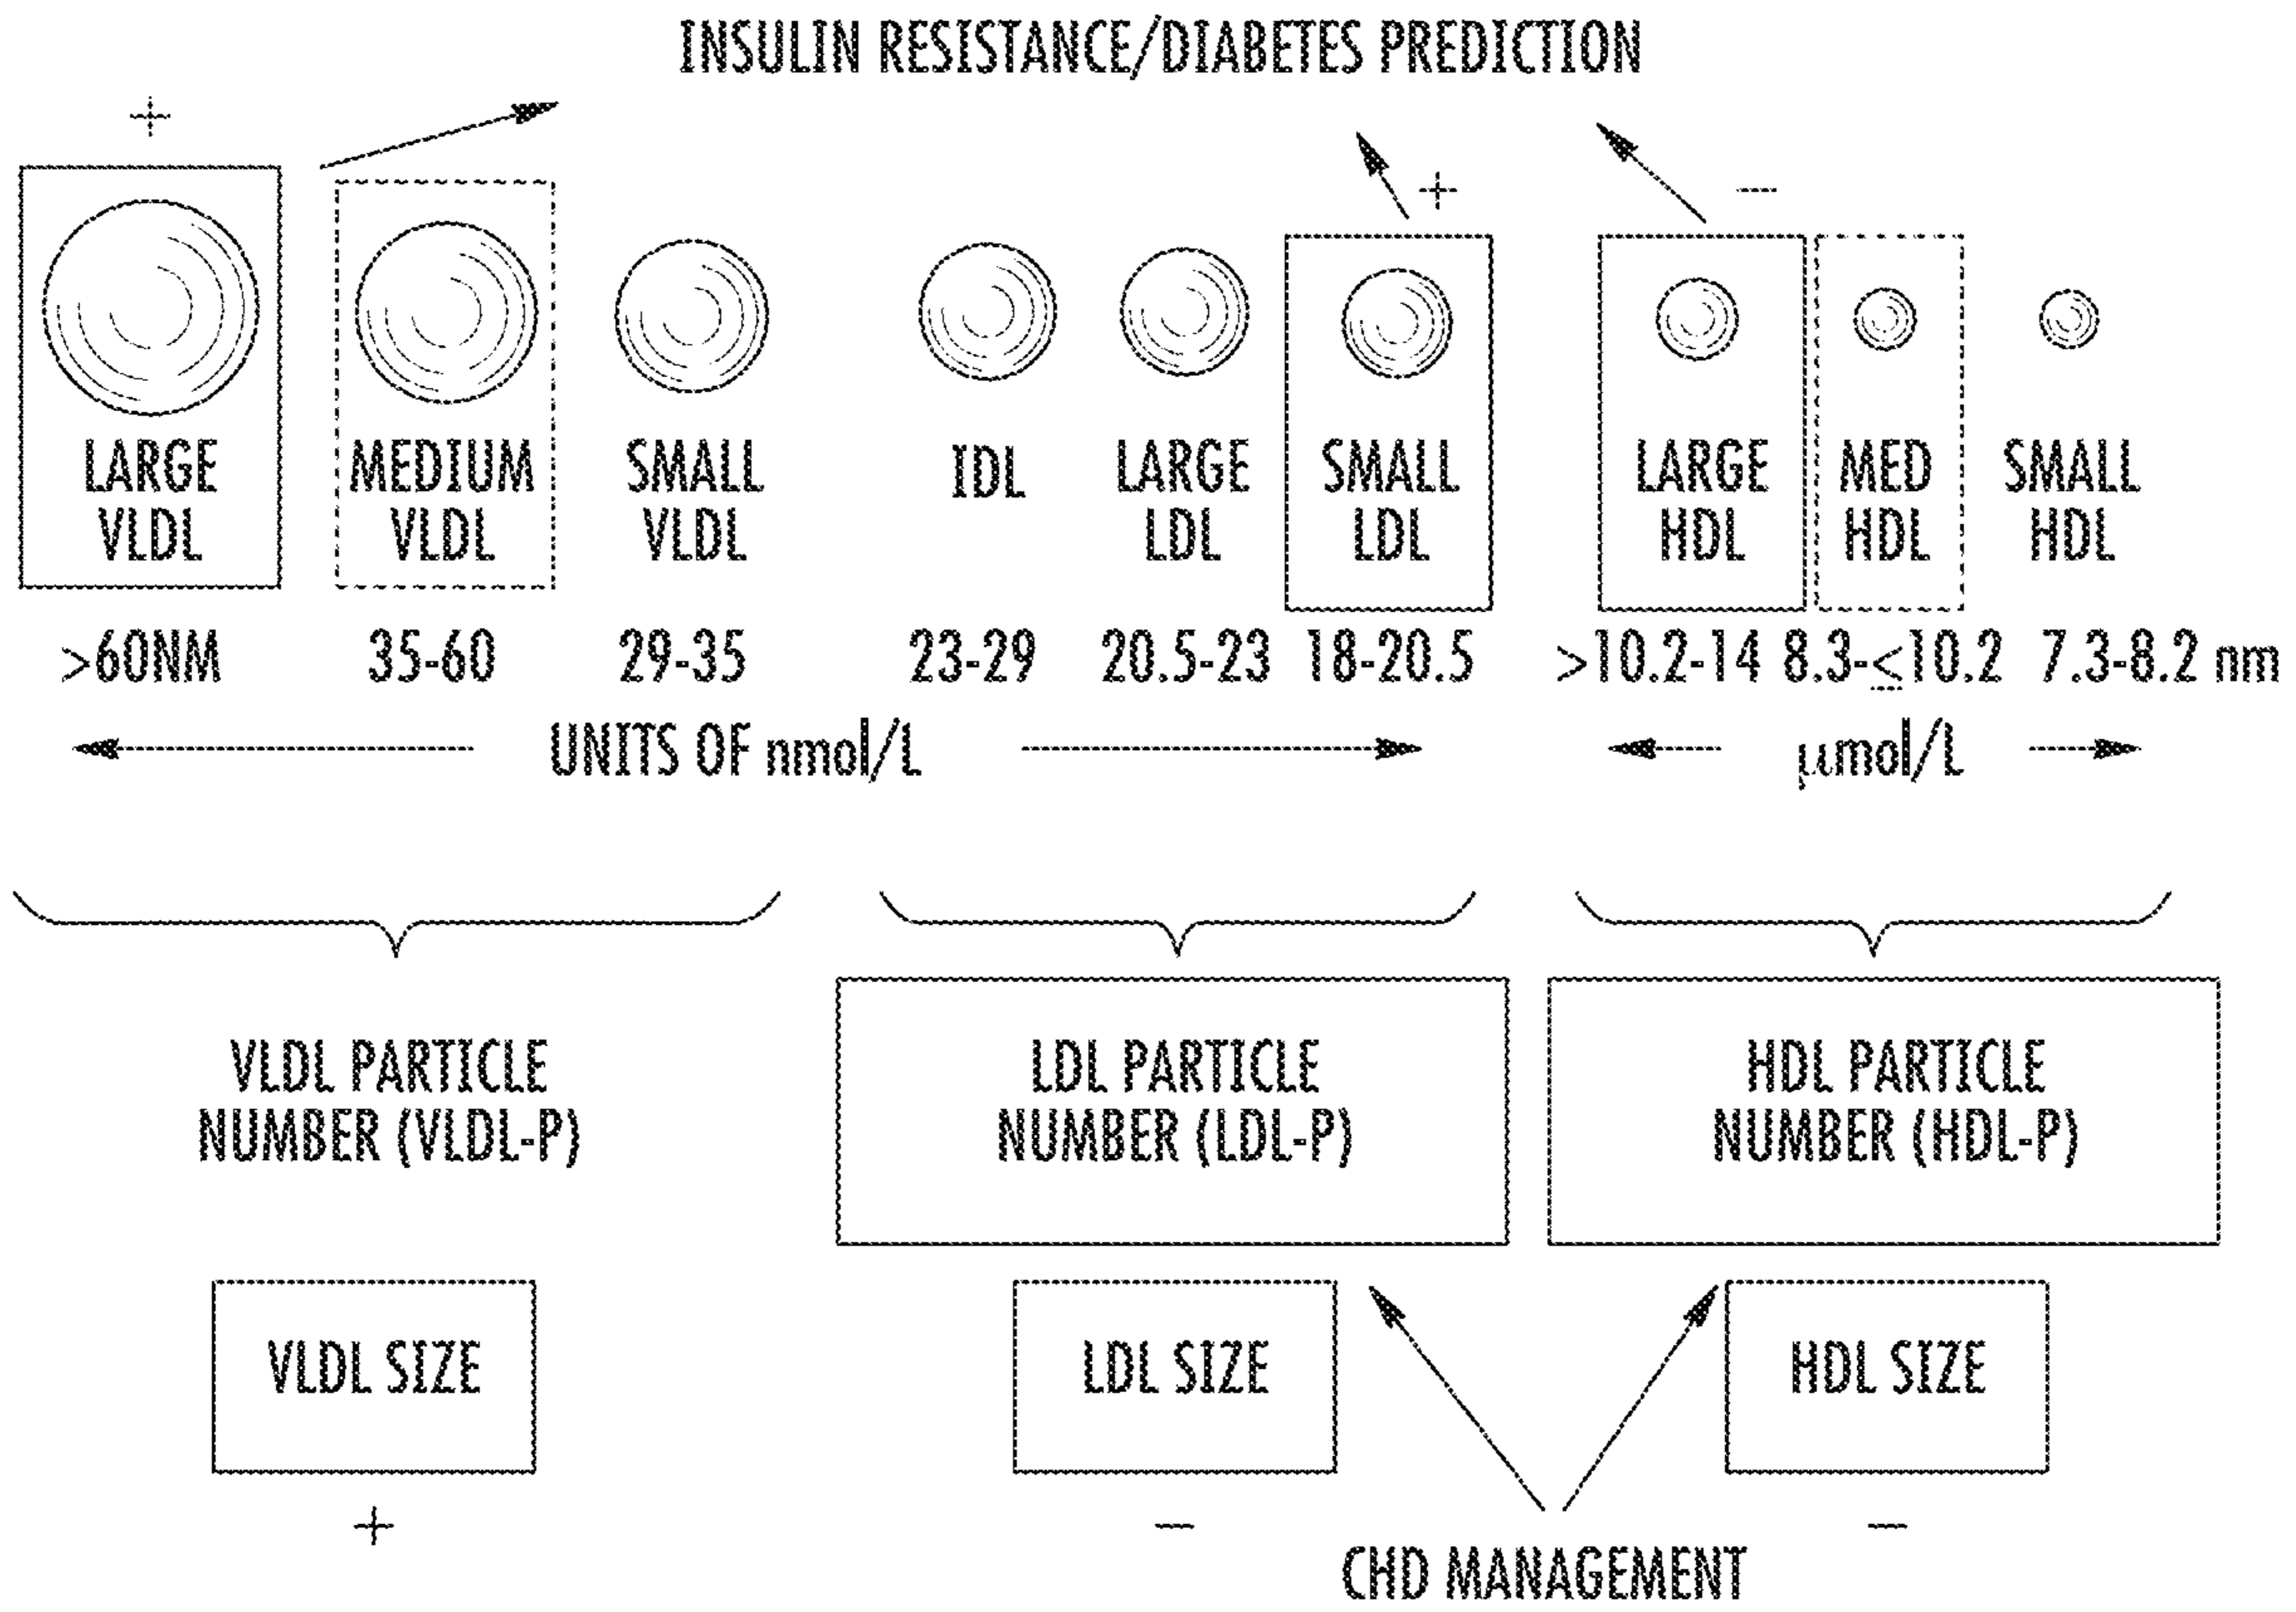 INSULIN RESISTANCE/DIABETES PREDICTION
+
+ −
LARGE VLDL
MEDIUM VLDL
SMALL VLDL
IDL
LARGE LDL
SMALL LDL
LARGE HDL
MED HDL
SMALL HDL
>60NM 35-60 29-35 23-29 20.5-23 18-20.5 >10.2-14 8.3-≤10.2 7.3-8.2 nm
UNITS OF nmol/L μmol/L
VLDL PARTICLE
NUMBER (VLDL-P)
LDL PARTICLE
NUMBER (LDL-P)
HDL PARTICLE
NUMBER (HDL-P)
VLDL SIZE LDL SIZE HDL SIZE
+ − −
CHD MANAGEMENT